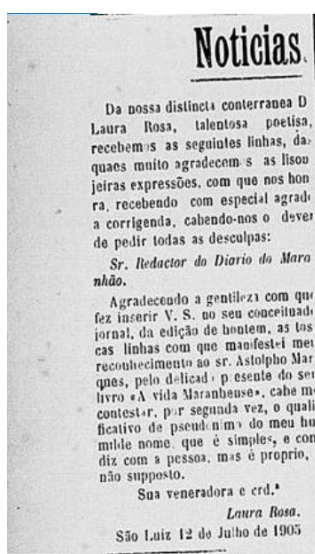 Noticias.
Da nossa distincta conterranea D
Laura Rosa, talentosa poetisa,
recebemos as seguintes linhas, das
quaes muito agradecemos as lison
jeiras expressões, com que nos hon
ra, recebendo com especial agrado
a corrigenda, cabendo-nos o dever
de pedir todas as desculpas:
Sr. Redactor do Diario do Mara
nhão.
Agradecendo a gentileza com que
fez inserir V. S. no seu conceituado
jornal, da edição de hontem, as tos
cas linhas com que manifestei meu
reconhecimento ao sr. Astolpho Mar
ques, pelo delicado presente do seu
livro «A vida Maranhense», cabe me
contestar, por segunda vez, o quali
ficativo de pseudonimo do meu hu
milde nome, que é simples, e con
diz com a pessoa, mas é proprio,
não supposto.
Sua veneradora e crd.ª
Laura Rosa.
São Luiz 12 de Julho de 1905